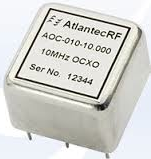 AtlantecRF
AOC-010-10.000
10MHz OCXO
Ser No. 12344